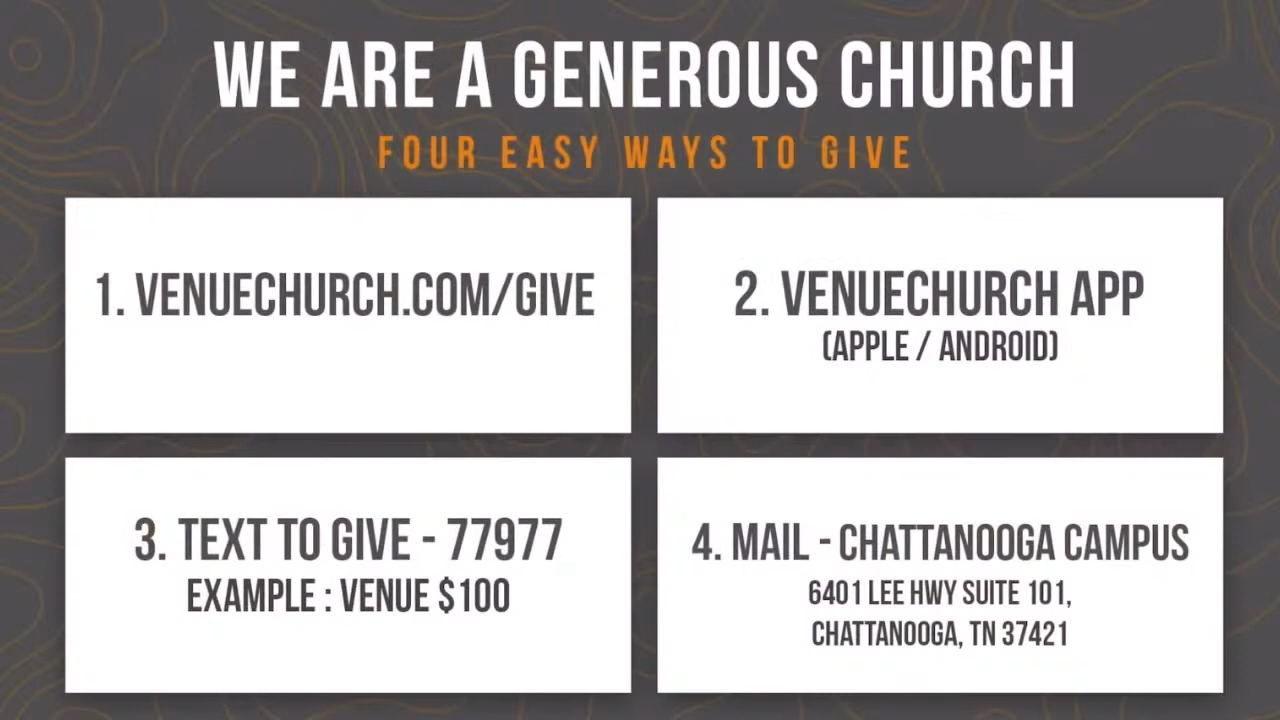 WE ARE A GENEROUS CHURCH
FOUR EASY WAYS TO GIVE
1. VENUECHURCH.COM/GIVE
2. VENUECHURCH APP
(APPLE / ANDROID)
3. TEXT TO GIVE - 77977
EXAMPLE : VENUE $100
4. MAIL - CHATTANOOGA CAMPUS
6401 LEE HWY SUITE 101,
CHATTANOOGA, TN 37421